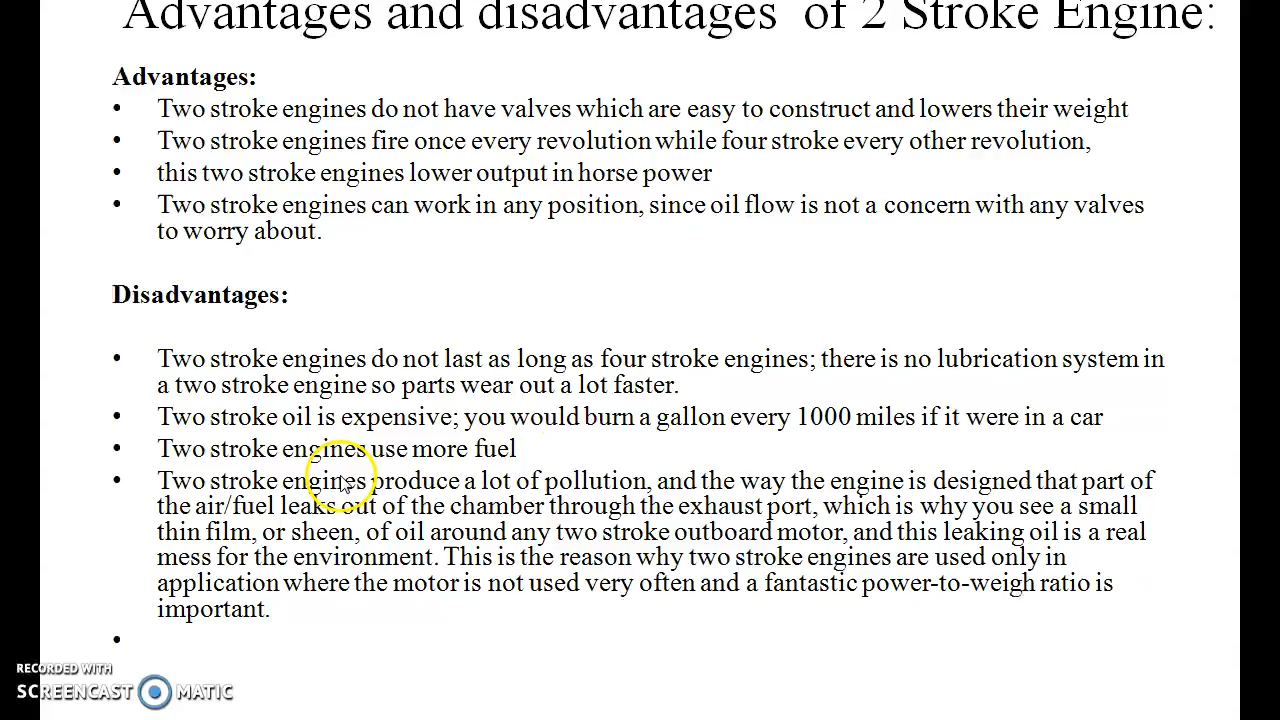 Advantages and disadvantages of 2 Stroke Engine:
Advantages:
• Two stroke engines do not have valves which are easy to construct and lowers their weight
• Two stroke engines fire once every revolution while four stroke every other revolution,
• this two stroke engines lower output in horse power
• Two stroke engines can work in any position, since oil flow is not a concern with any valves
to worry about.
Disadvantages:
• Two stroke engines do not last as long as four stroke engines; there is no lubrication system in
a two stroke engine so parts wear out a lot faster.
• Two stroke oil is expensive; you would burn a gallon every 1000 miles if it were in a car
• Two stroke engines use more fuel
• Two stroke engines produce a lot of pollution, and the way the engine is designed that part of
the air/fuel leaks out of the chamber through the exhaust port, which is why you see a small
thin film, or sheen, of oil around any two stroke outboard motor, and this leaking oil is a real
mess for the environment. This is the reason why two stroke engines are used only in
application where the motor is not used very often and a fantastic power-to-weigh ratio is
important.
•
RECORDED WITH
SCREENCAST MATIC